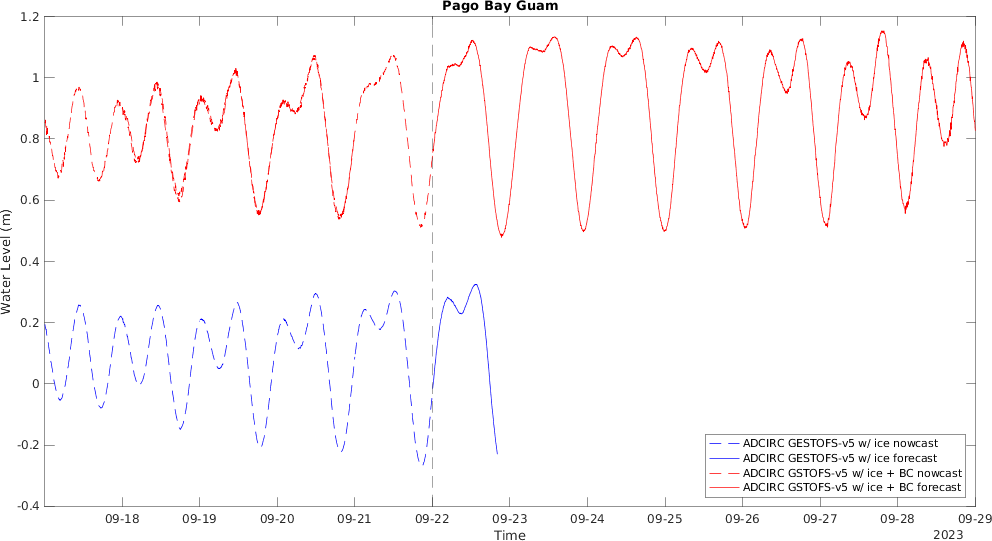 Pago Bay Guam
1.2
1
0.8
0.6
0.4
0.2
0
-0.2
-0.4
Water Level (m)
ADCIRC GESTOFS-v5 w/ ice nowcast
ADCIRC GESTOFS-v5 w/ ice forecast
ADCIRC GSTOFS-v5 w/ ice + BC nowcast
ADCIRC GSTOFS-v5 w/ ice + BC forecast
09-18 09-19 09-20 09-21 09-22 09-23 09-24 09-25 09-26 09-27 09-28 09-29
Time
2023